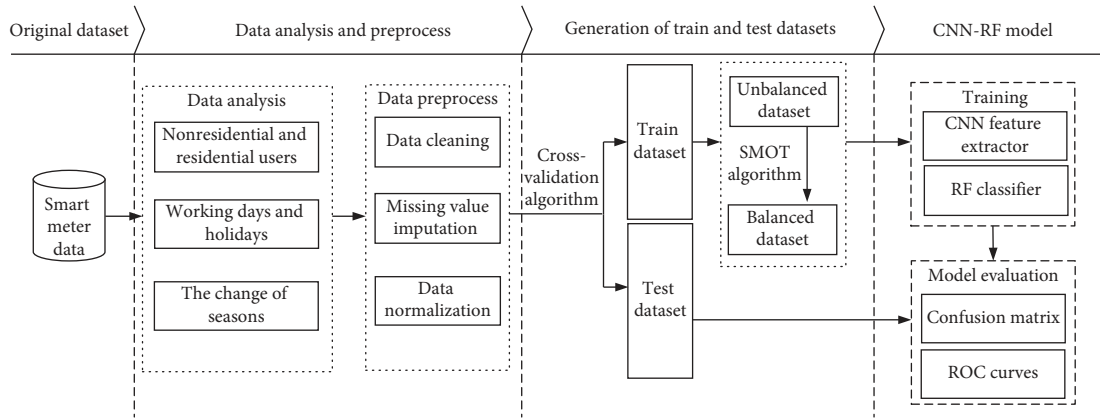 Original dataset
Data analysis and preprocess
Generation of train and test datasets
CNN-RF model
Smart
meter
data
Data analysis
Nonresidential and
residential users
Working days and
holidays
The change of
seasons
Data preprocess
Data cleaning
Missing value
imputation
Data
normalization
Cross-
validation
algorithm
Train
dataset
Test
dataset
Unbalanced
dataset
SMOT
algorithm
Balanced
dataset
Training
CNN feature
extractor
RF classifier
Model evaluation
Confusion matrix
ROC curves